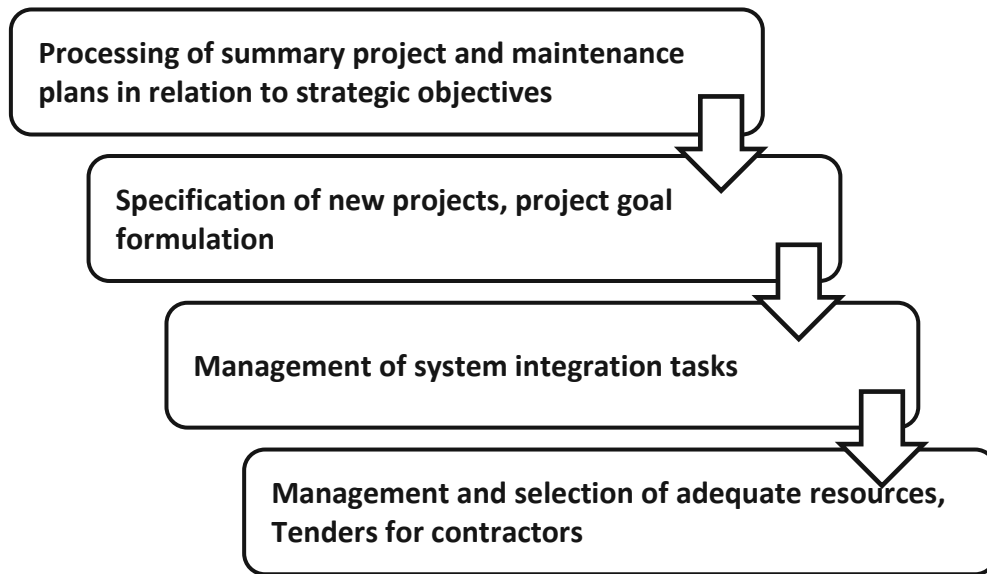 Processing of summary project and maintenance
plans in relation to strategic objectives
Specification of new projects, project goal
formulation
Management of system integration tasks
Management and selection of adequate resources,
Tenders for contractors